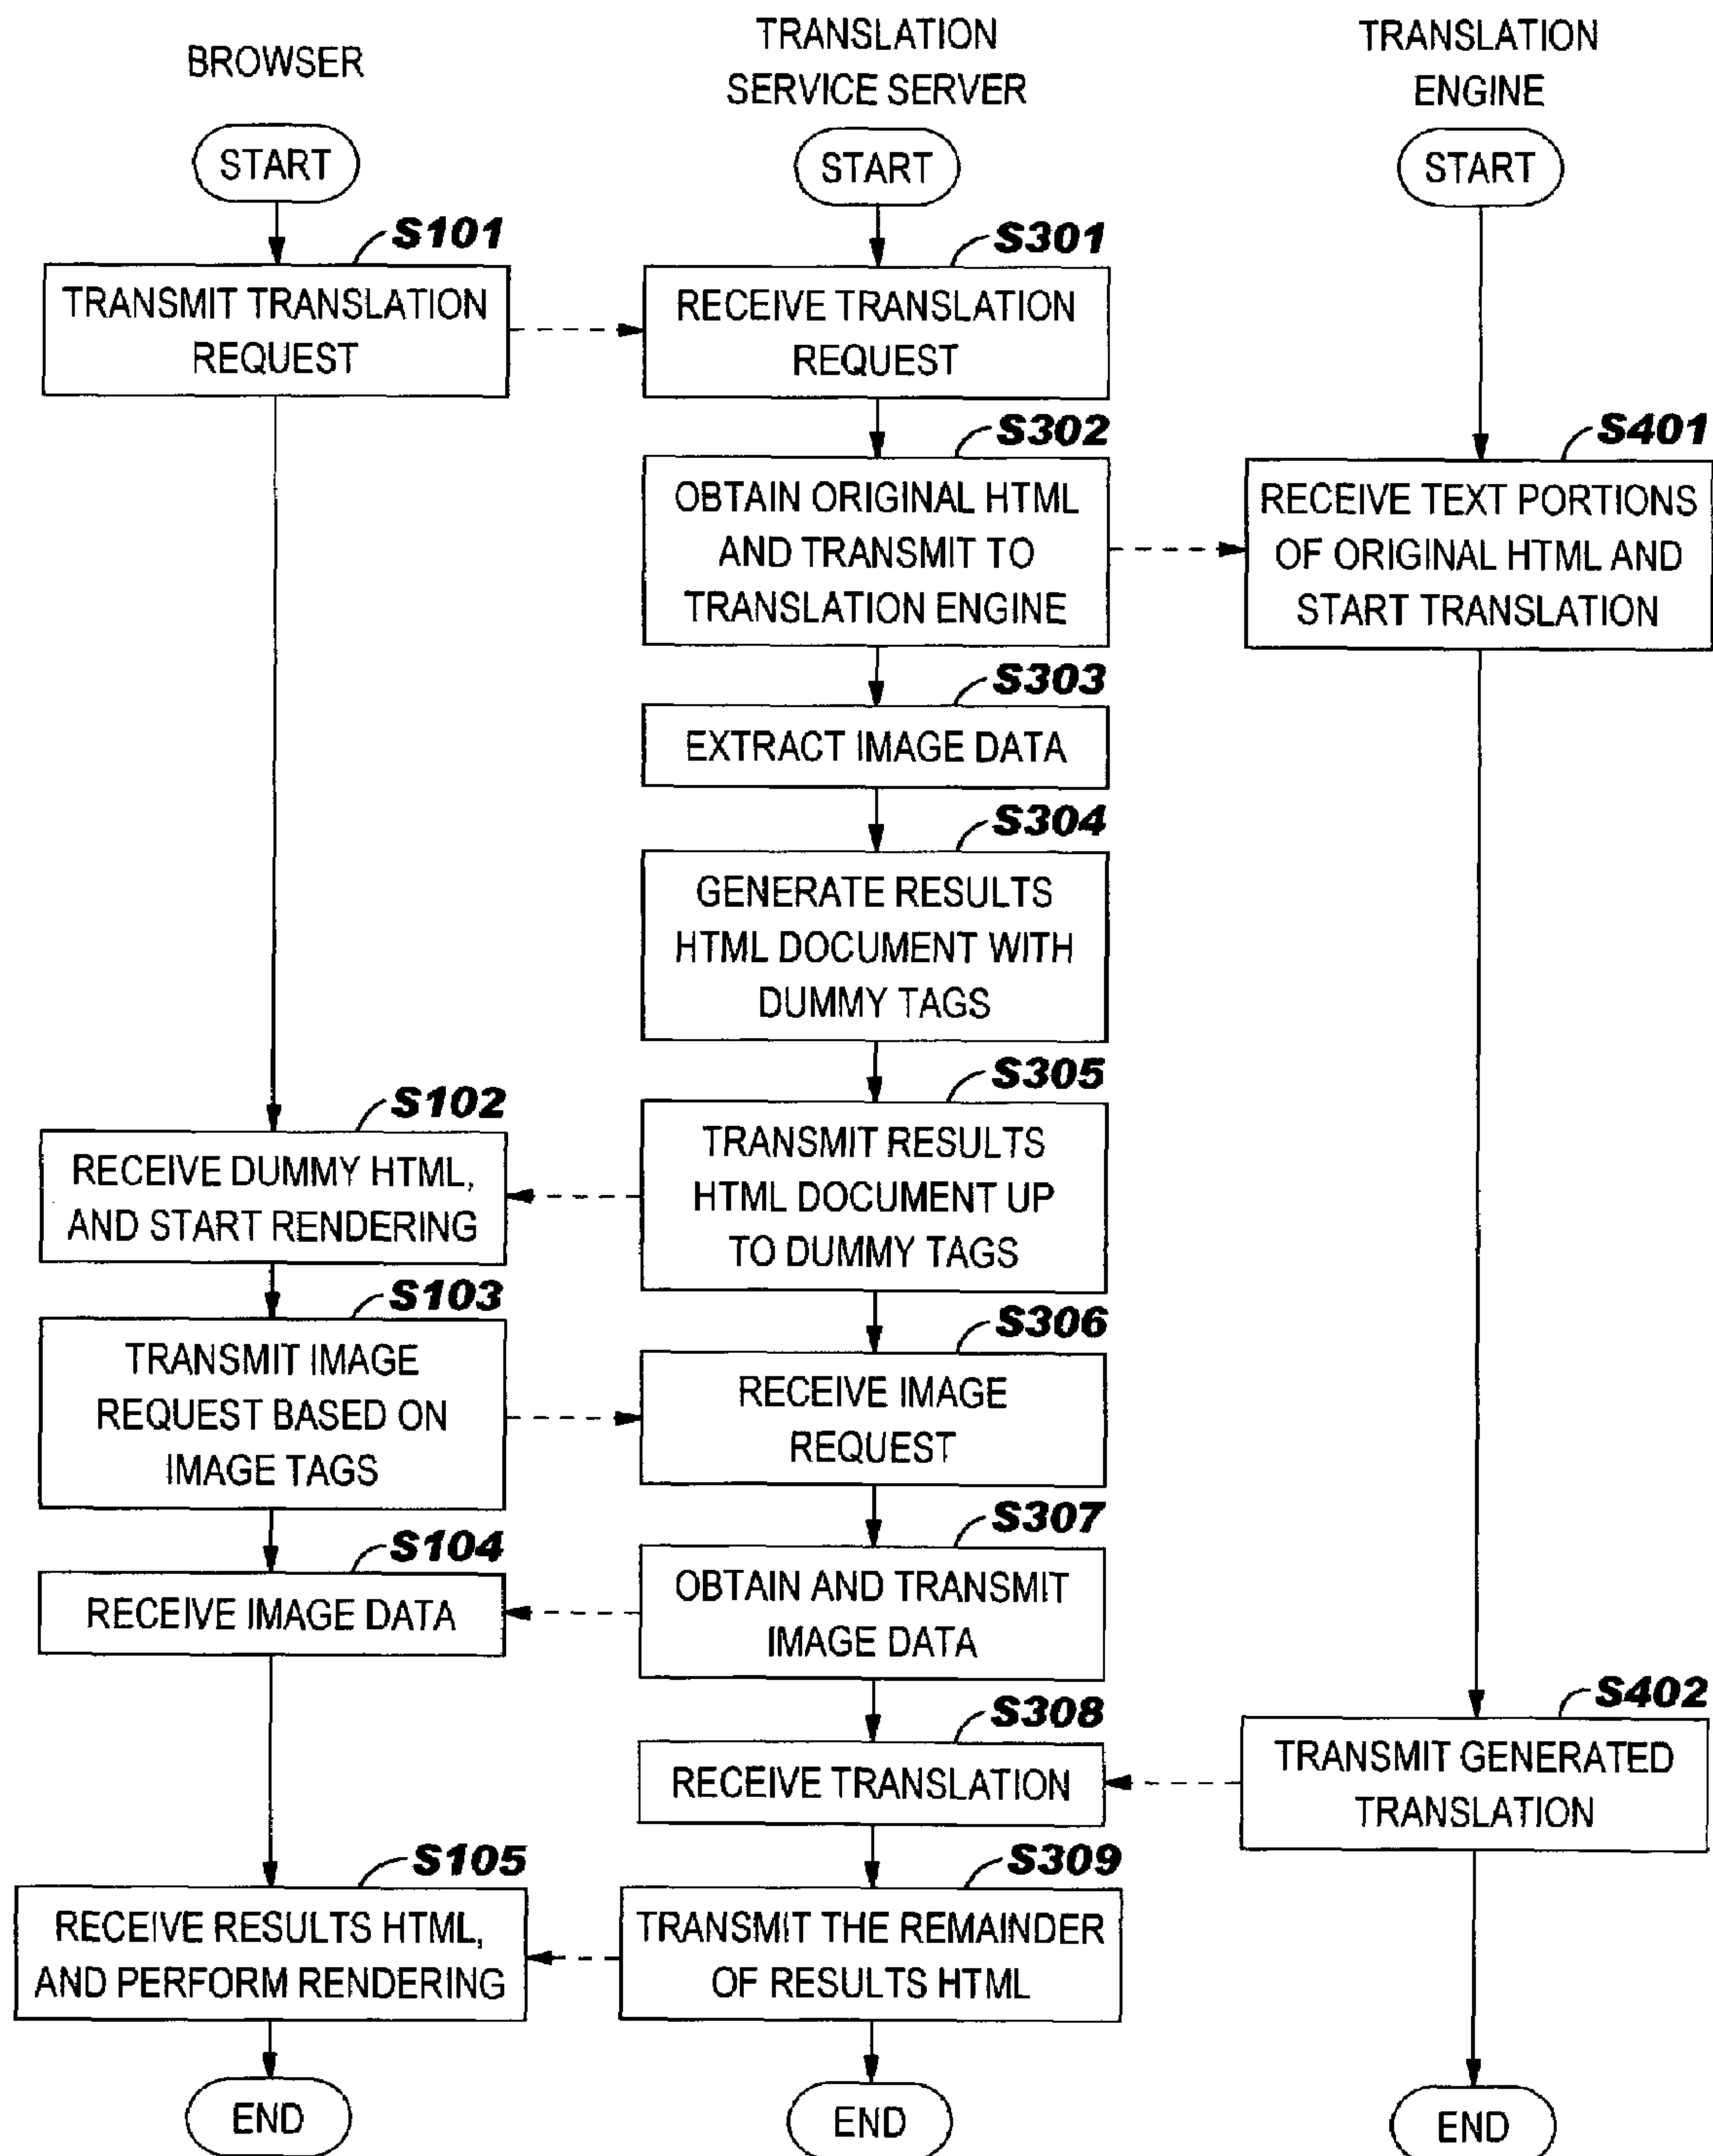 BROWSER
START
S101
TRANSMIT TRANSLATION
REQUEST
S102
RECEIVE DUMMY HTML,
AND START RENDERING
S103
TRANSMIT IMAGE
REQUEST BASED ON
IMAGE TAGS
S104
RECEIVE IMAGE DATA
S105
RECEIVE RESULTS HTML,
AND PERFORM RENDERING
END
TRANSLATION
SERVICE SERVER
START
S301
RECEIVE TRANSLATION
REQUEST
S302
OBTAIN ORIGINAL HTML
AND TRANSMIT TO
TRANSLATION ENGINE
S303
EXTRACT IMAGE DATA
S304
GENERATE RESULTS
HTML DOCUMENT WITH
DUMMY TAGS
S305
TRANSMIT RESULTS
HTML DOCUMENT UP
TO DUMMY TAGS
S306
RECEIVE IMAGE
REQUEST
S307
OBTAIN AND TRANSMIT
IMAGE DATA
S308
RECEIVE TRANSLATION
S309
TRANSMIT THE REMAINDER
OF RESULTS HTML
END
TRANSLATION
ENGINE
START
S401
RECEIVE TEXT PORTIONS
OF ORIGINAL HTML AND
START TRANSLATION
S402
TRANSMIT GENERATED
TRANSLATION
END